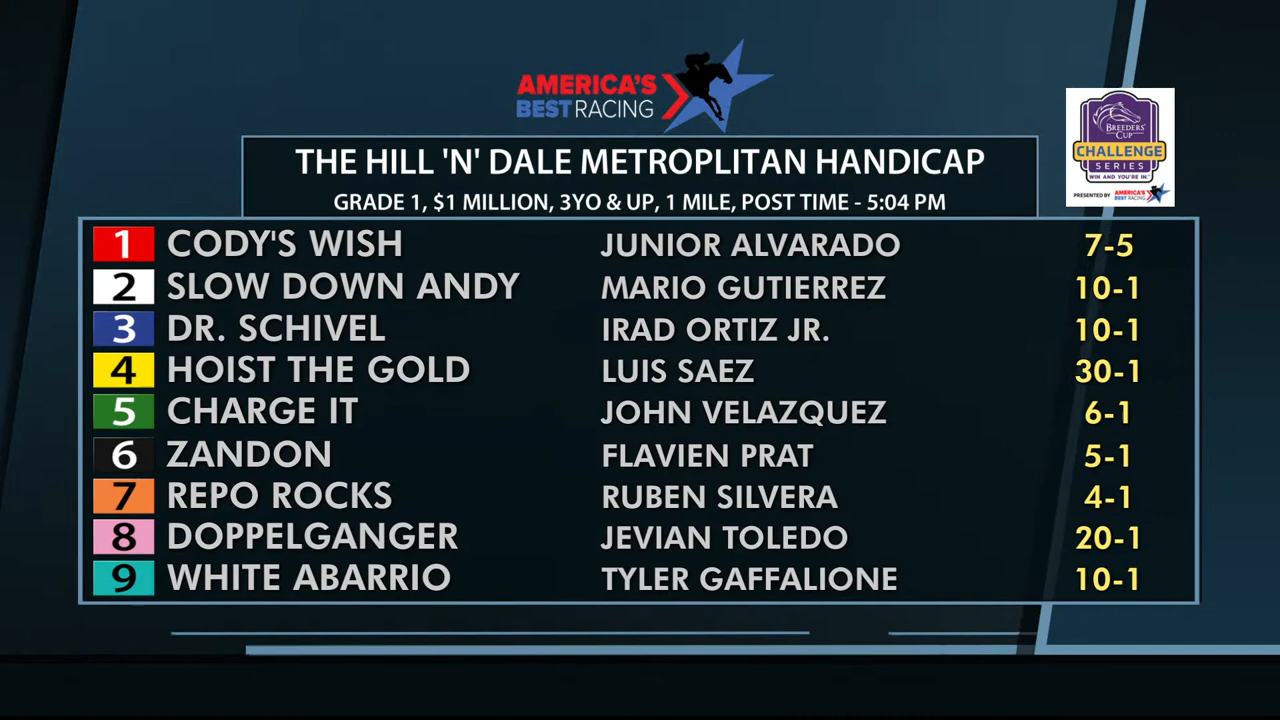 AMERICA'S
BEST RACING
BREEDERS' CUP
CHALLENGE
SERIES
WIN AND YOU'RE IN.
PRESENTED BY AMERICA'S BEST RACING
THE HILL 'N' DALE METROPLITAN HANDICAP
GRADE 1, $1 MILLION, 3YO & UP, 1 MILE, POST TIME - 5:04 PM
1 CODY'S WISH JUNIOR ALVARADO 7-5
2 SLOW DOWN ANDY MARIO GUTIERREZ 10-1
3 DR. SCHIVEL IRAD ORTIZ JR. 10-1
4 HOIST THE GOLD LUIS SAEZ 30-1
5 CHARGE IT JOHN VELAZQUEZ 6-1
6 ZANDON FLAVIEN PRAT 5-1
7 REPO ROCKS RUBEN SILVERA 4-1
8 DOPPELGANGER JEVIAN TOLEDO 20-1
9 WHITE ABARRIO TYLER GAFFALIONE 10-1